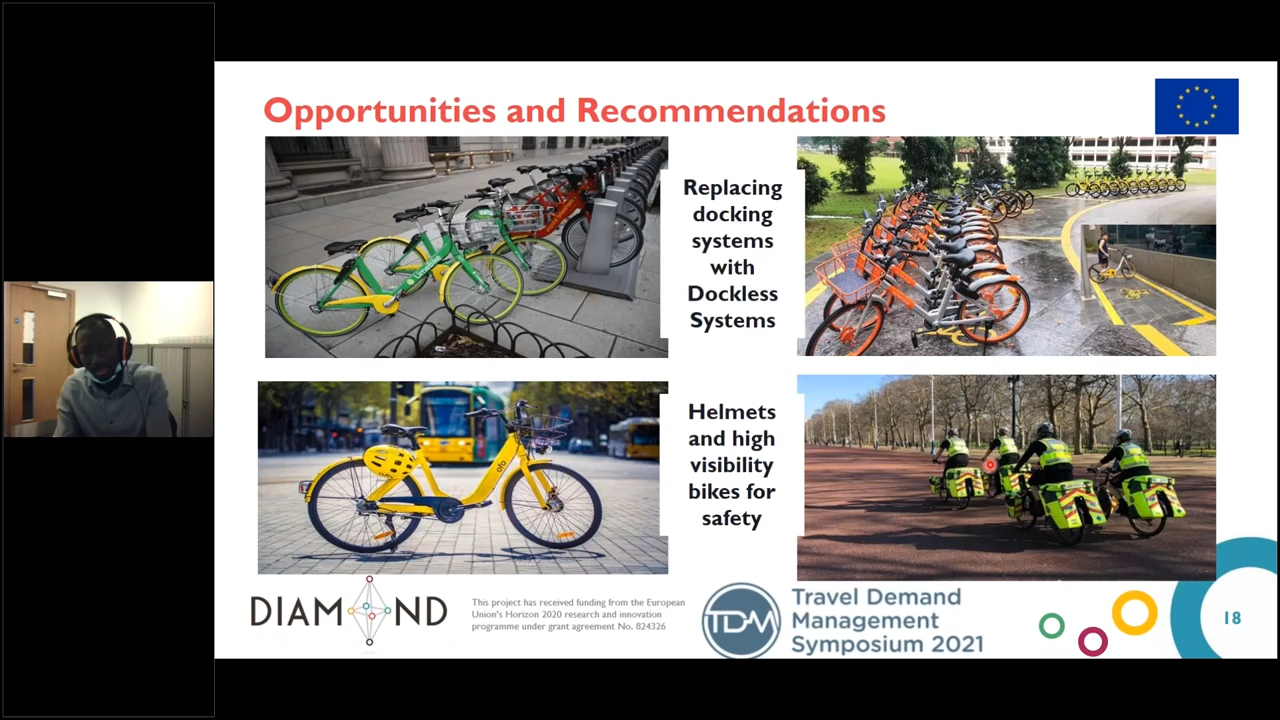 Opportunities and Recommendations
Replacing
docking
systems
with
Dockless
Systems
Helmets
and high
visibility
bikes for
safety
DIAMOND
This project has received funding from the European
Union's Horizon 2020 research and innovation
programme under grant agreement No. 824326
TDM
Travel Demand
Management
Symposium 2021
18